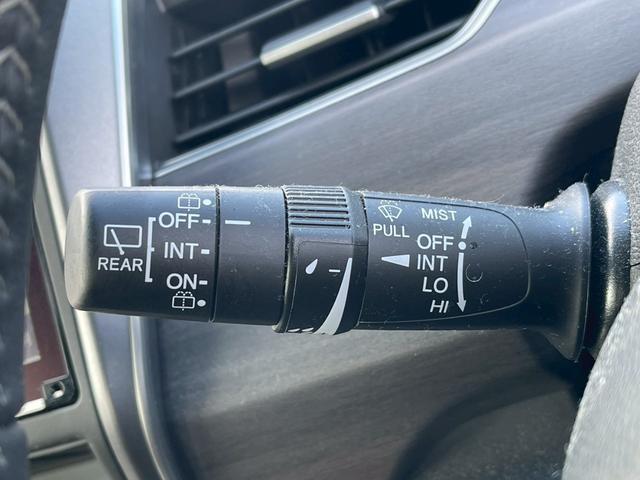 OFF
INT
REAR
ON
MIST
PULL
OFF
INT
LO
HI